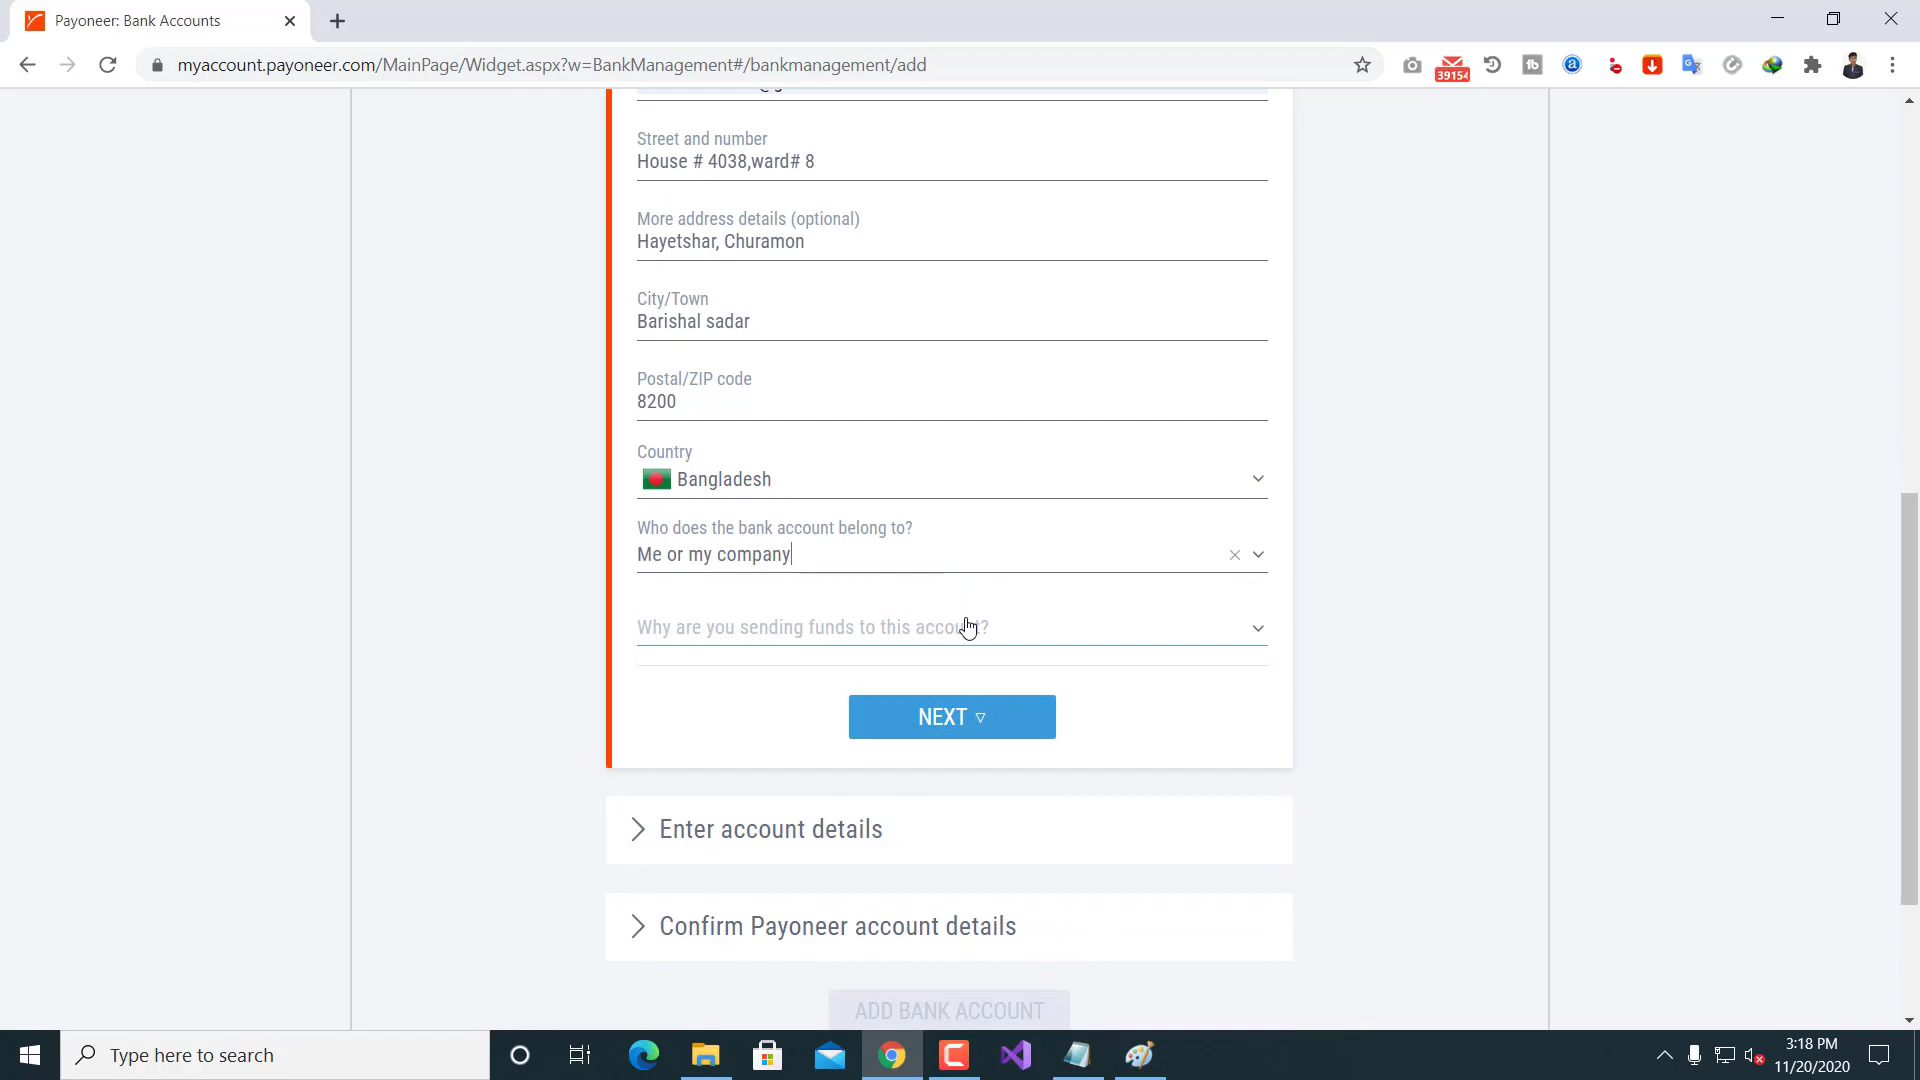 Payoneer: Bank Accounts
myaccount.payoneer.com/MainPage/Widget.aspx?w=BankManagement#/bankmanagement/add
39154
Street and number
House # 4038,ward# 8
More address details (optional)
Hayetshar, Churamon
City/Town
Barishal sadar
Postal/ZIP code
8200
Country
Bangladesh
Who does the bank account belong to?
Me or my company
Why are you sending funds to this account?
NEXT
Enter account details
Confirm Payoneer account details
ADD BANK ACCOUNT
Type here to search
3:18 PM
11/20/2020